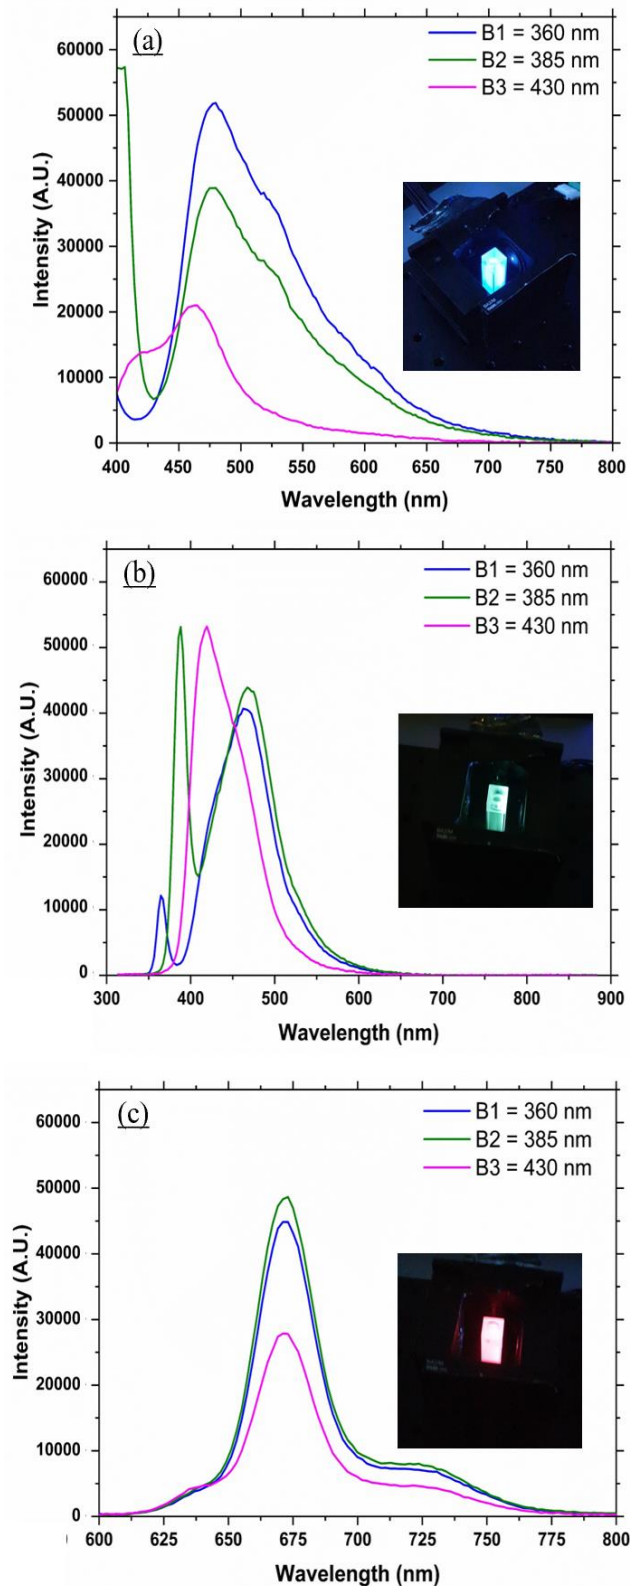 (a)
B1 = 360 nm
B2 = 385 nm
B3 = 430 nm
60000
50000
40000
30000
20000
10000
0
Intensity (A.U.)
400 450 500 550 600 650 700 750 800
Wavelength (nm)
(b)
B1 = 360 nm
B2 = 385 nm
B3 = 430 nm
60000
50000
40000
30000
20000
10000
0
Intensity (A.U.)
300 400 500 600 700 800 900
Wavelength (nm)
(c)
B1 = 360 nm
B2 = 385 nm
B3 = 430 nm
60000
50000
40000
30000
20000
10000
0
Intensity (A.U.)
600 625 650 675 700 725 750 775 800
Wavelength (nm)